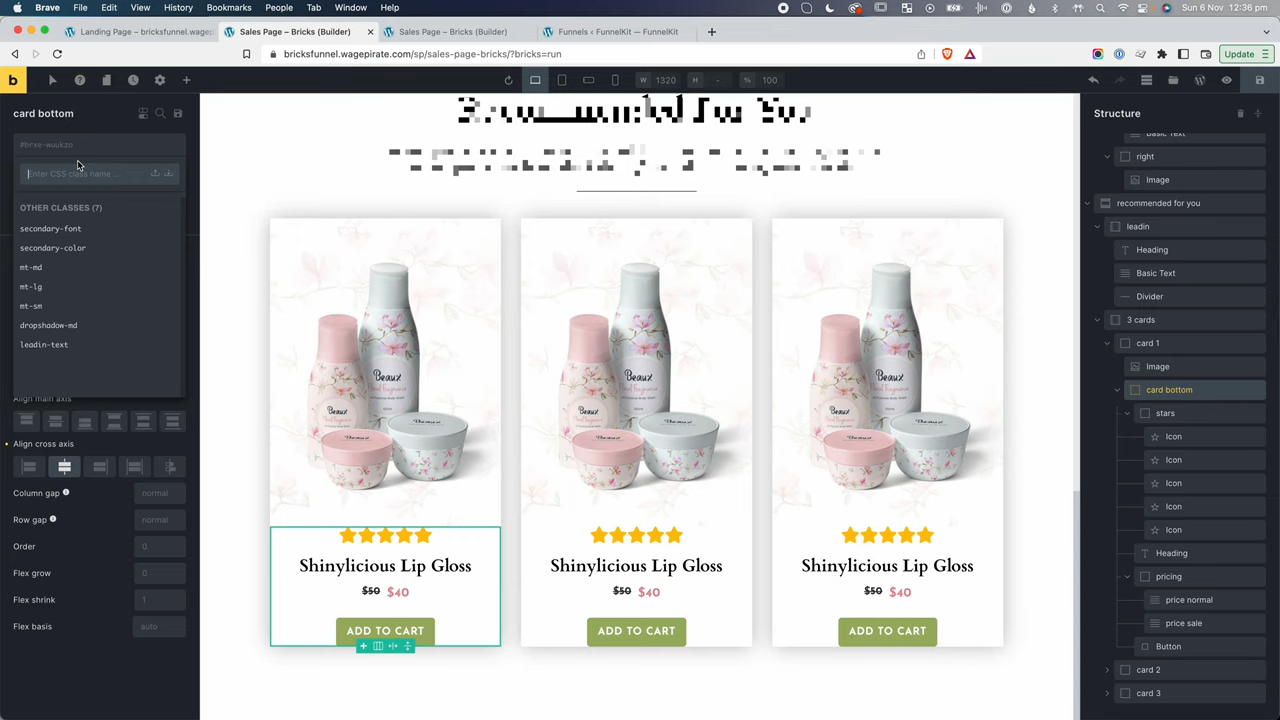 Brave File Edit View History Bookmarks People Tab Window Help
Sun 6 Nov 12:36 pm
Landing Page – bricksfunnel.wagep
Sales Page – Bricks (Builder)
Sales Page – Bricks (Builder)
Funnels ‹ FunnelKit — FunnelKit
bricksfunnel.wagepirate.com/sp/sales-page-bricks/?bricks=run
Update
b
W 1320 H - % 100
card bottom
#brxe-wuukzo
Enter CSS class name ...
OTHER CLASSES (7)
secondary-font
secondary-color
mt-md
mt-lg
mt-sm
dropshadow-md
leadin-text
Align main axis
Align cross axis
Column gap normal
Row gap normal
Order 0
Flex grow 0
Flex shrink 1
Flex basis auto
Beaux
Beaux
Beaux
Shinylicious Lip Gloss
$50 $40
ADD TO CART
Shinylicious Lip Gloss
$50 $40
ADD TO CART
Shinylicious Lip Gloss
$50 $40
ADD TO CART
Structure
Basic Text
right
Image
recommended for you
leadin
Heading
Basic Text
Divider
3 cards
card 1
Image
card bottom
stars
Icon
Icon
Icon
Icon
Icon
Heading
pricing
price normal
price sale
Button
card 2
card 3